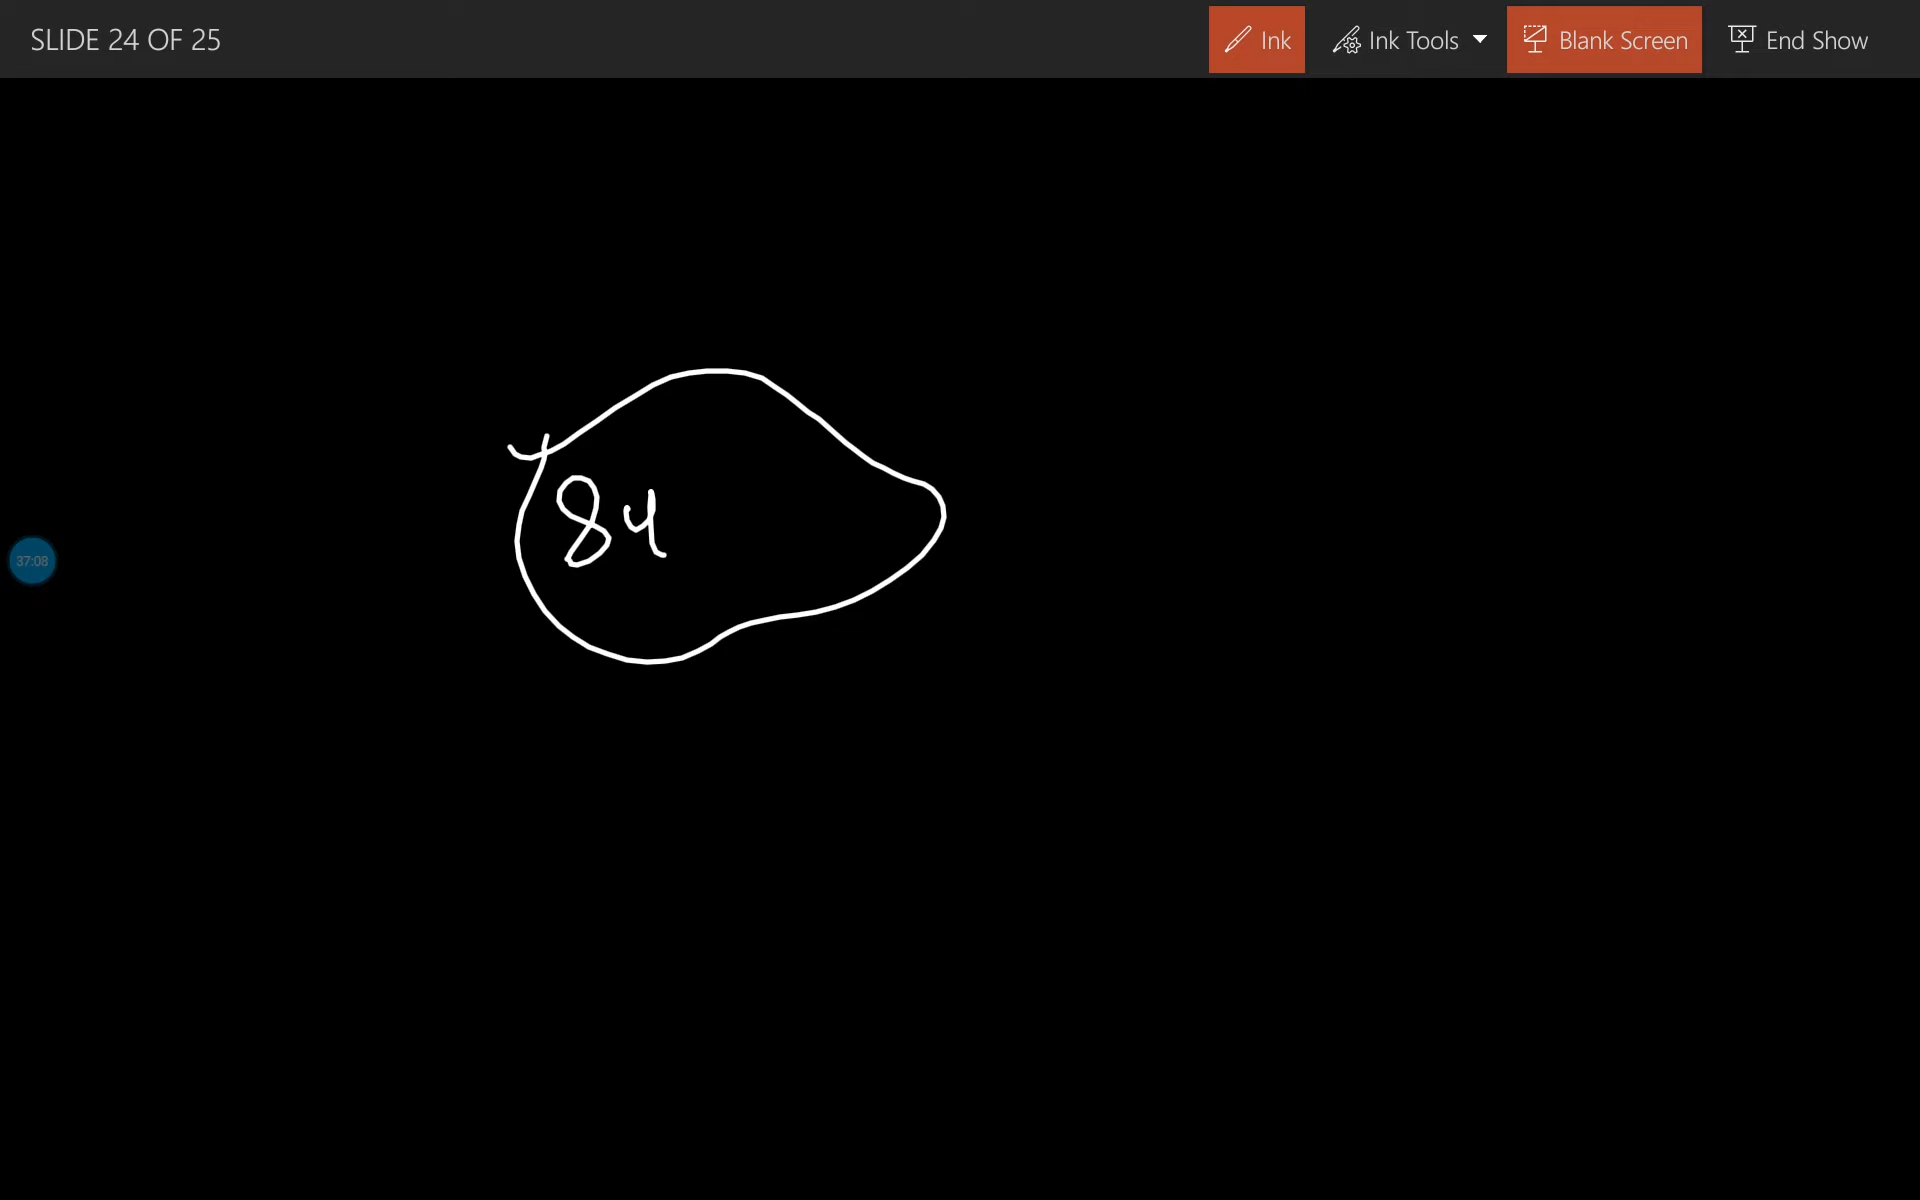 SLIDE 24 OF 25
Ink
Ink Tools
Blank Screen
End Show
84
37:08